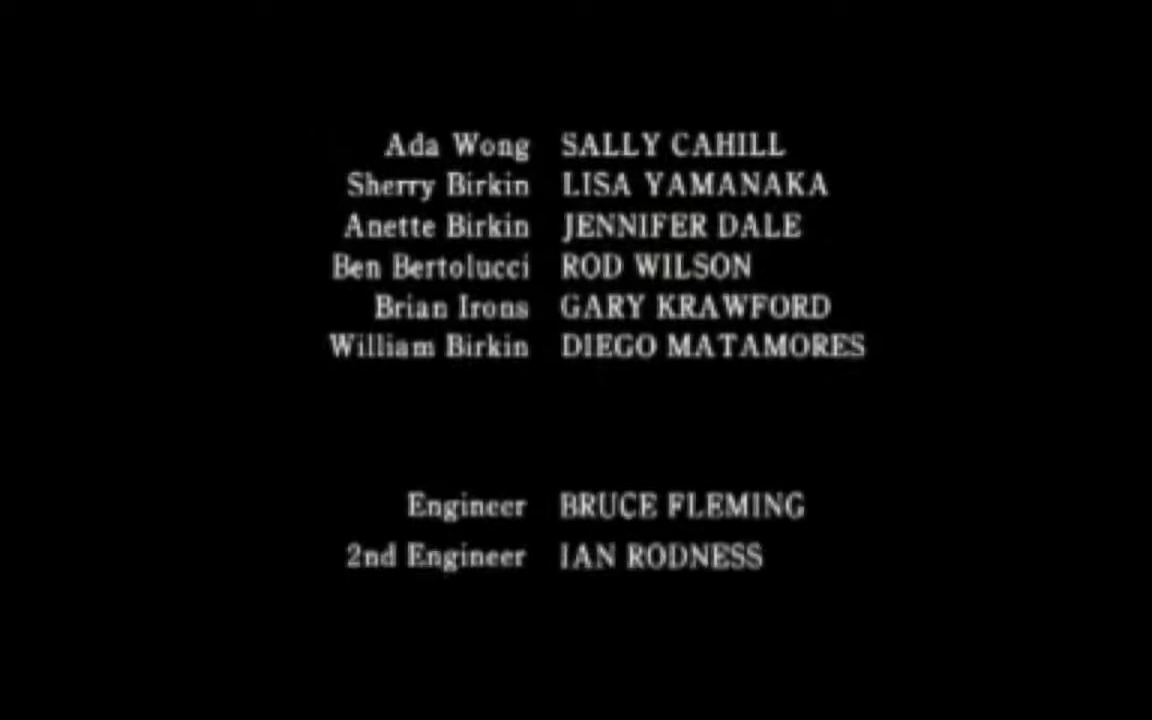 Ada Wong SALLY CAHILL
Sherry Birkin LISA YAMANAKA
Anette Birkin JENNIFER DALE
Ben Bertolucci ROD WILSON
Brian Irons GARY KRAWFORD
William Birkin DIEGO MATAMORES
Engineer BRUCE FLEMING
2nd Engineer IAN RODNESS